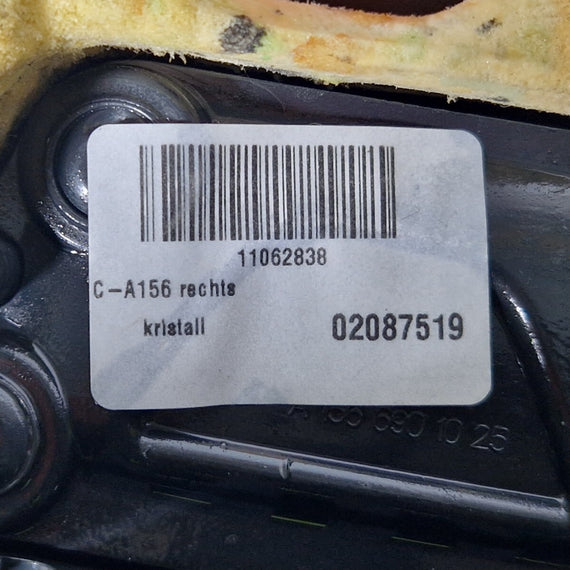 11062838
C-A156 rechts
kristall
02087519
A 156 690 10 25